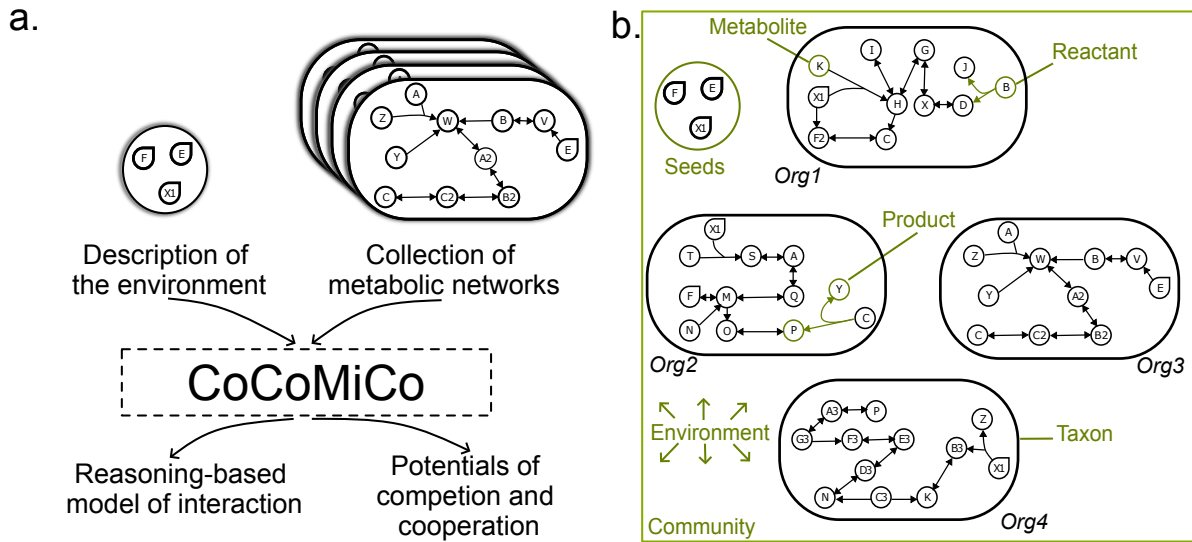 a.
A
Z
W
B
V
Y
A2
E
C
C2
B2
F
E
X1
Description of
the environment
Collection of
metabolic networks
CoCoMiCo
Reasoning-based
model of interaction
Potentials of
competion and
cooperation
b.
Metabolite
Reactant
F
E
X1
Seeds
I
G
K
J
B
X1
H
X
D
F2
C
Org1
Product
X1
T
S
A
Y
F
M
Q
C
N
O
P
Org2
A
Z
W
B
V
Y
A2
E
C
C2
B2
Org3
Environment
A3
P
Z
G3
F3
E3
B3
D3
X1
N
C3
K
Org4
Taxon
Community